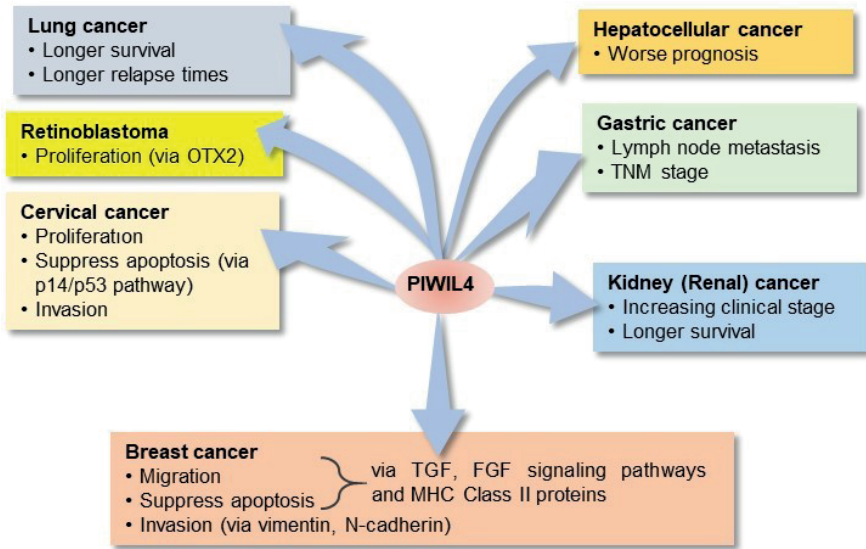 Lung cancer
• Longer survival
• Longer relapse times
Hepatocellular cancer
• Worse prognosis
Retinoblastoma
• Proliferation (via OTX2)
Gastric cancer
• Lymph node metastasis
• TNM stage
Cervical cancer
• Proliferation
• Suppress apoptosis (via
p14/p53 pathway)
• Invasion
PIWIL4
Kidney (Renal) cancer
• Increasing clinical stage
• Longer survival
Breast cancer
• Migration
• Suppress apoptosis
via TGF, FGF signaling pathways
and MHC Class II proteins
• Invasion (via vimentin, N-cadherin)